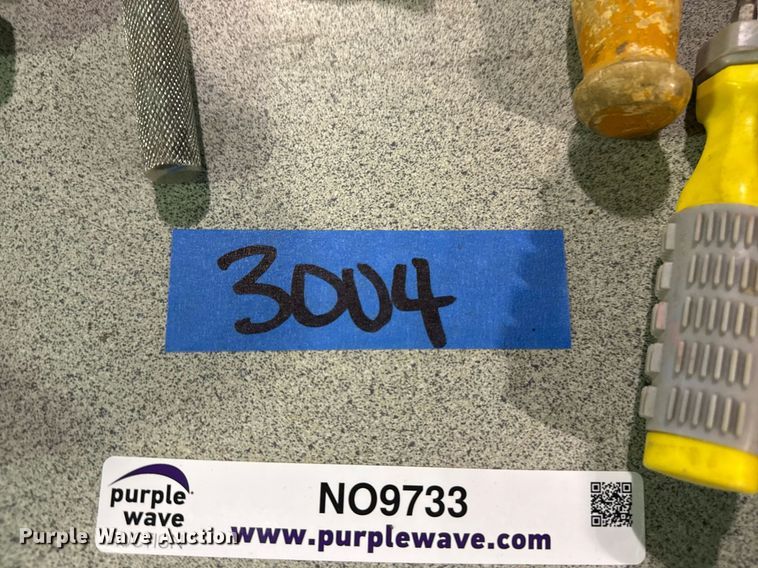 3004
purple
wave
NO9733
www.purplewave.com
Purple Wave Auction